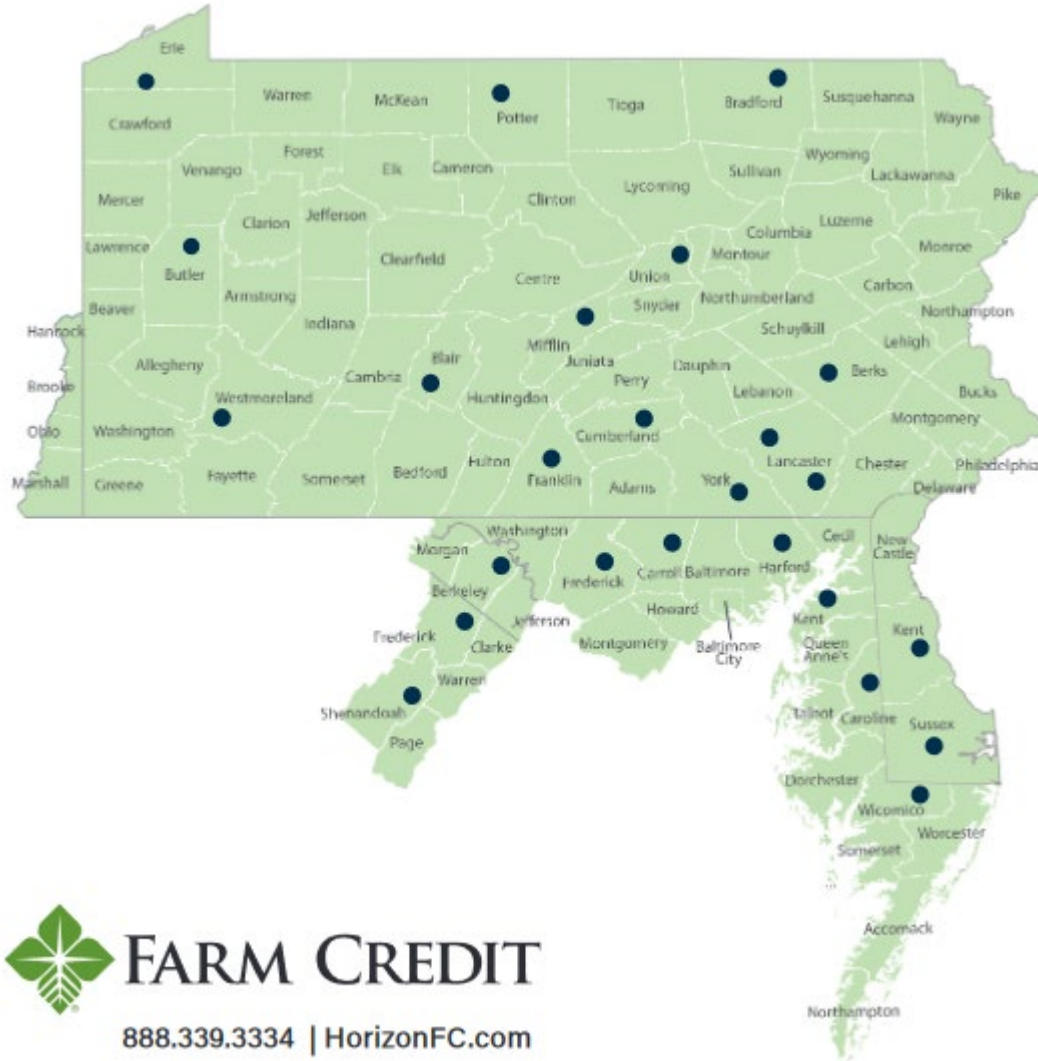 Erie
Warren
McKean
Potter
Tioga
Bradford
Susquehanna
Wayne
Crawford
Forest
Venango
Elk
Cameron
Sullivan
Wyoming
Lackawanna
Pike
Mercer
Clarion
Jefferson
Clinton
Lycoming
Columbia
Luzerne
Lawrence
Butler
Clearfield
Centre
Union
Montour
Monroe
Beaver
Armstrong
Snyder
Northumberland
Carbon
Northampton
Hancock
Indiana
Schuylkill
Lehigh
Allegheny
Blair
Mifflin
Juniata
Dauphin
Berks
Brooke
Westmoreland
Cambria
Huntingdon
Perry
Lebanon
Bucks
Ohio
Washington
Cumberland
Montgomery
Marshall
Greene
Fayette
Somerset
Bedford
Fulton
Franklin
Adams
York
Lancaster
Chester
Philadelphia
Delaware
Washington
Morgan
Cecil
New
Castle
Berkeley
Frederick
Carroll
Baltimore
Harford
Frederick
Clarke
Jefferson
Howard
Montgomery
Baltimore
City
Kent
Queen
Anne's
Kent
Warren
Shenandoah
Page
Talbot
Caroline
Sussex
Dorchester
Wicomico
Worcester
Somerset
Accomack
Northampton
FARM CREDIT
888.339.3334 | HorizonFC.com